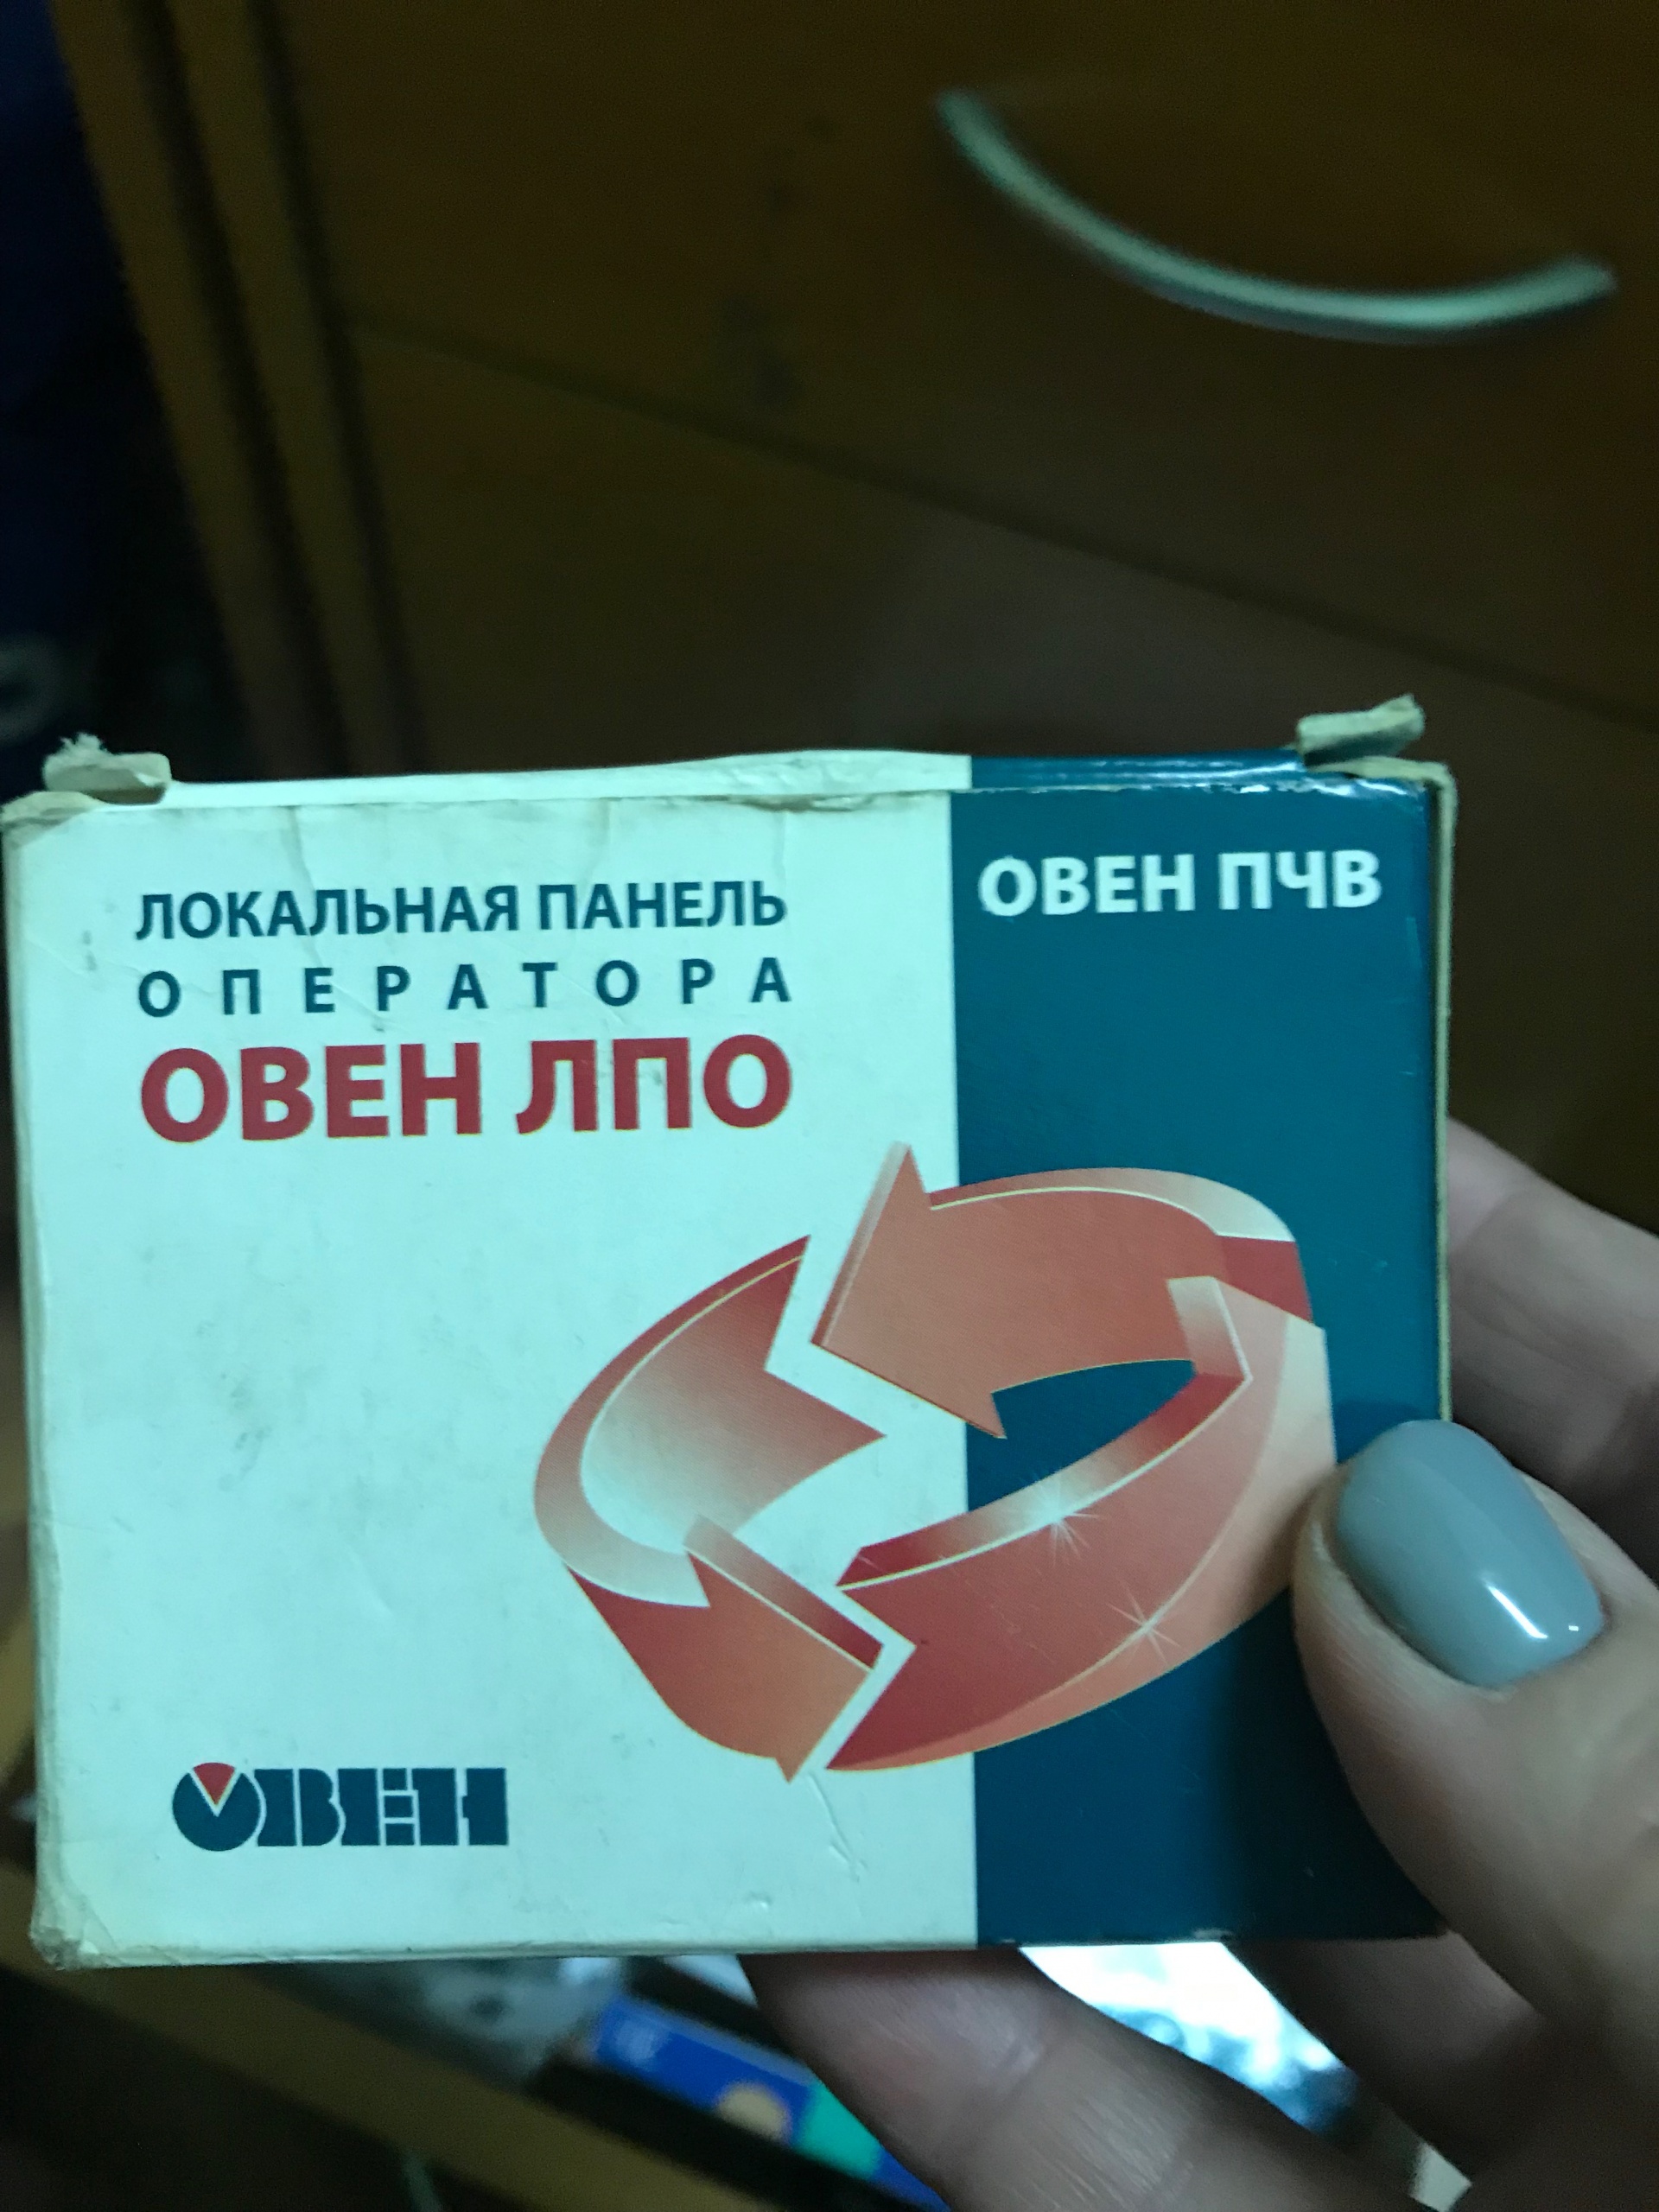 ЛОКАЛЬНАЯ ПАНЕЛЬ
ОПЕРАТОРА
ОВЕН ЛПО
ОВЕН ПЧВ
ОВЕН